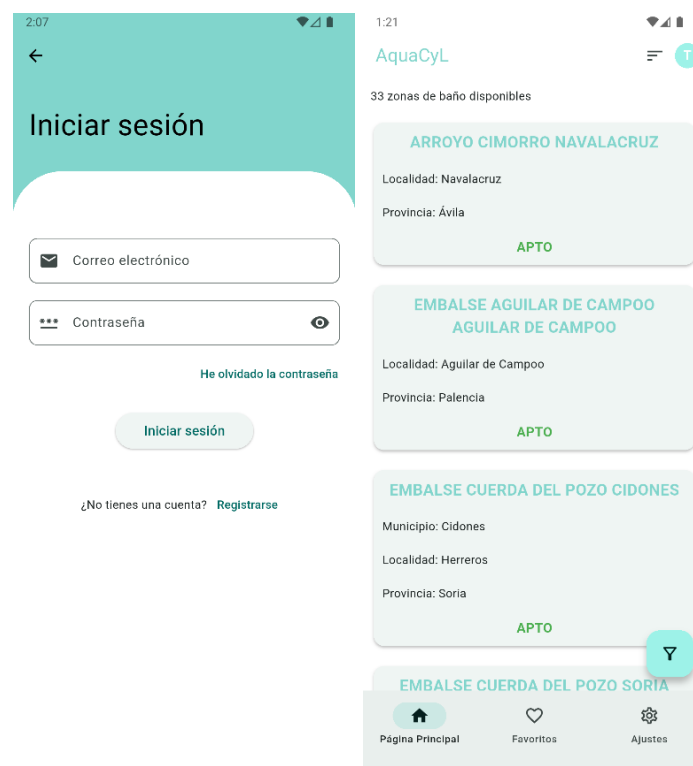 2:07
Iniciar sesión
Correo electrónico
Contraseña
He olvidado la contraseña
Iniciar sesión
¿No tienes una cuenta? Registrarse
1:21
AquaCyL
T
33 zonas de baño disponibles
ARROYO CIMORRO NAVALACRUZ
Localidad: Navalacruz
Provincia: Ávila
APTO
EMBALSE AGUILAR DE CAMPOO
AGUILAR DE CAMPOO
Localidad: Aguilar de Campoo
Provincia: Palencia
APTO
EMBALSE CUERDA DEL POZO CIDONES
Municipio: Cidones
Localidad: Herreros
Provincia: Soria
APTO
EMBALSE CUERDA DEL POZO SORIA
Página Principal
Favoritos
Ajustes